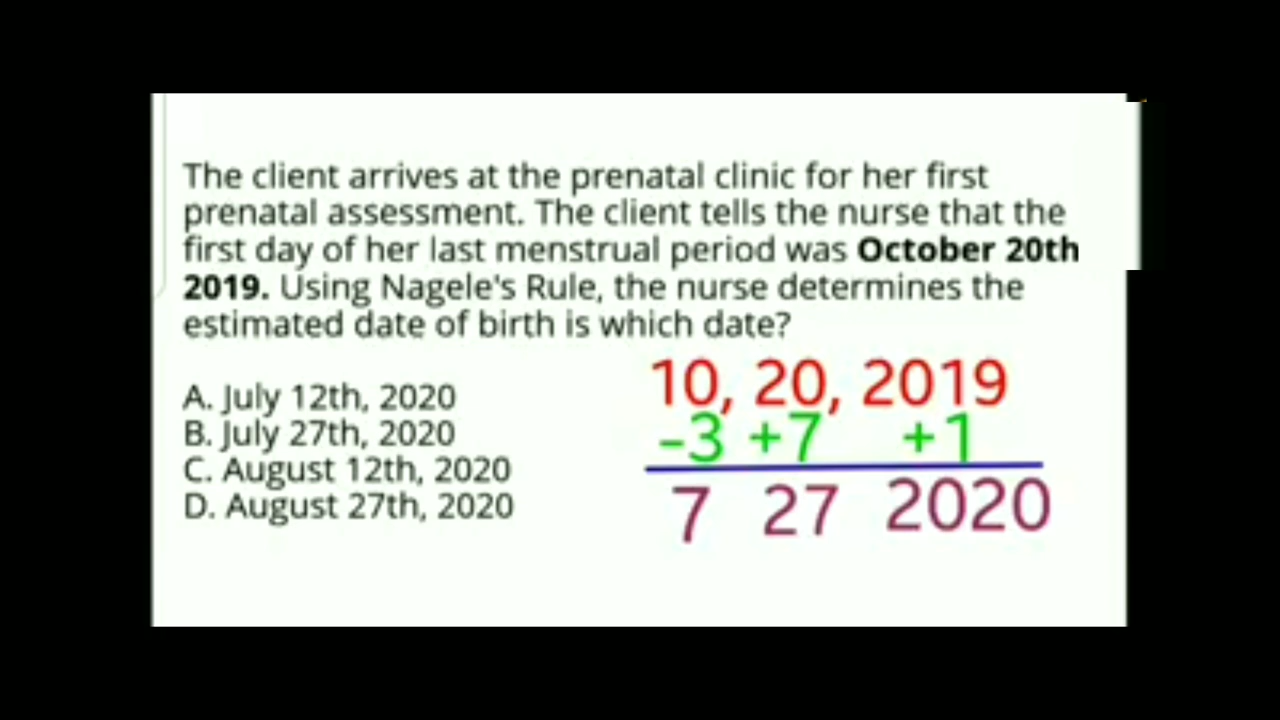 The client arrives at the prenatal clinic for her first
prenatal assessment. The client tells the nurse that the
first day of her last menstrual period was October 20th
2019. Using Nagele's Rule, the nurse determines the
estimated date of birth is which date?
A. July 12th, 2020
B. July 27th, 2020
C. August 12th, 2020
D. August 27th, 2020
10, 20, 2019
-3 +7 +1
7 27 2020